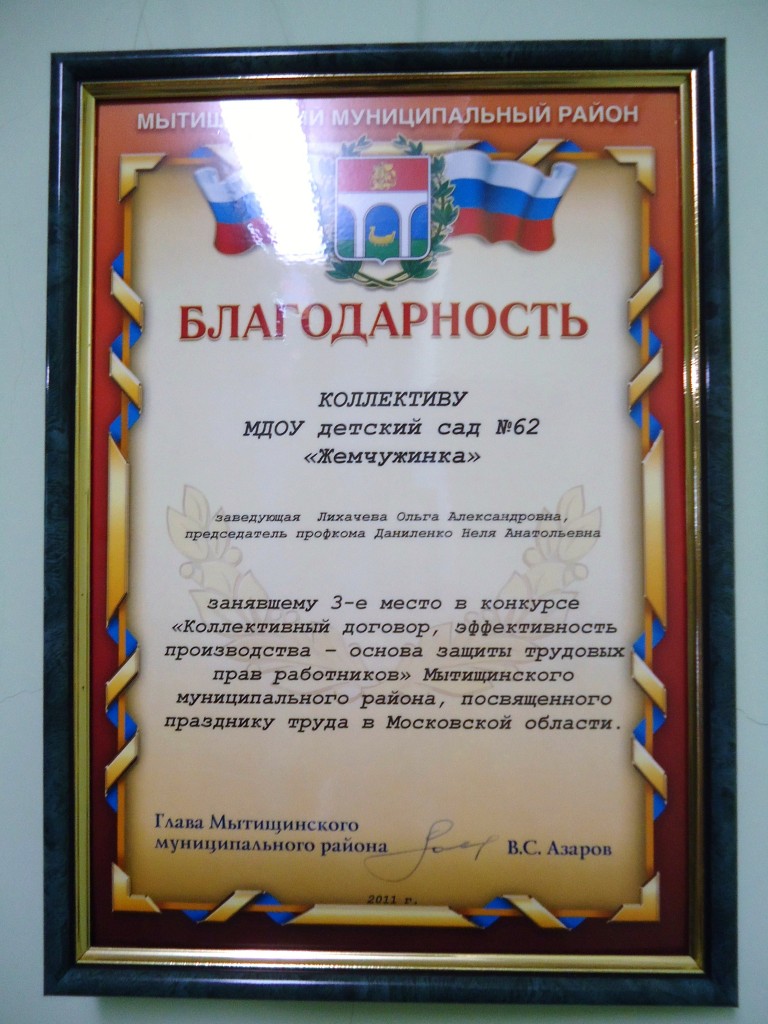 МУНИЦИПАЛЬНЫЙ РАЙОН
БЛАГОДАРНОСТЬ
КОЛЛЕКТИВУ
МДОУ детский сад №62
«Жемчужинка»
заведующая Лихачева Ольга Александровна,
председатель профкома Даниленко Неля Анатольевна
занявшему 3-е место в конкурсе
«Коллективный договор, эффективность
производства – основа защиты трудовых
прав работников» Мытищинского
муниципального района, посвященного
празднику труда в Московской области.
Глава Мытищинского
муниципального района
В.С. Азаров
2011 г.